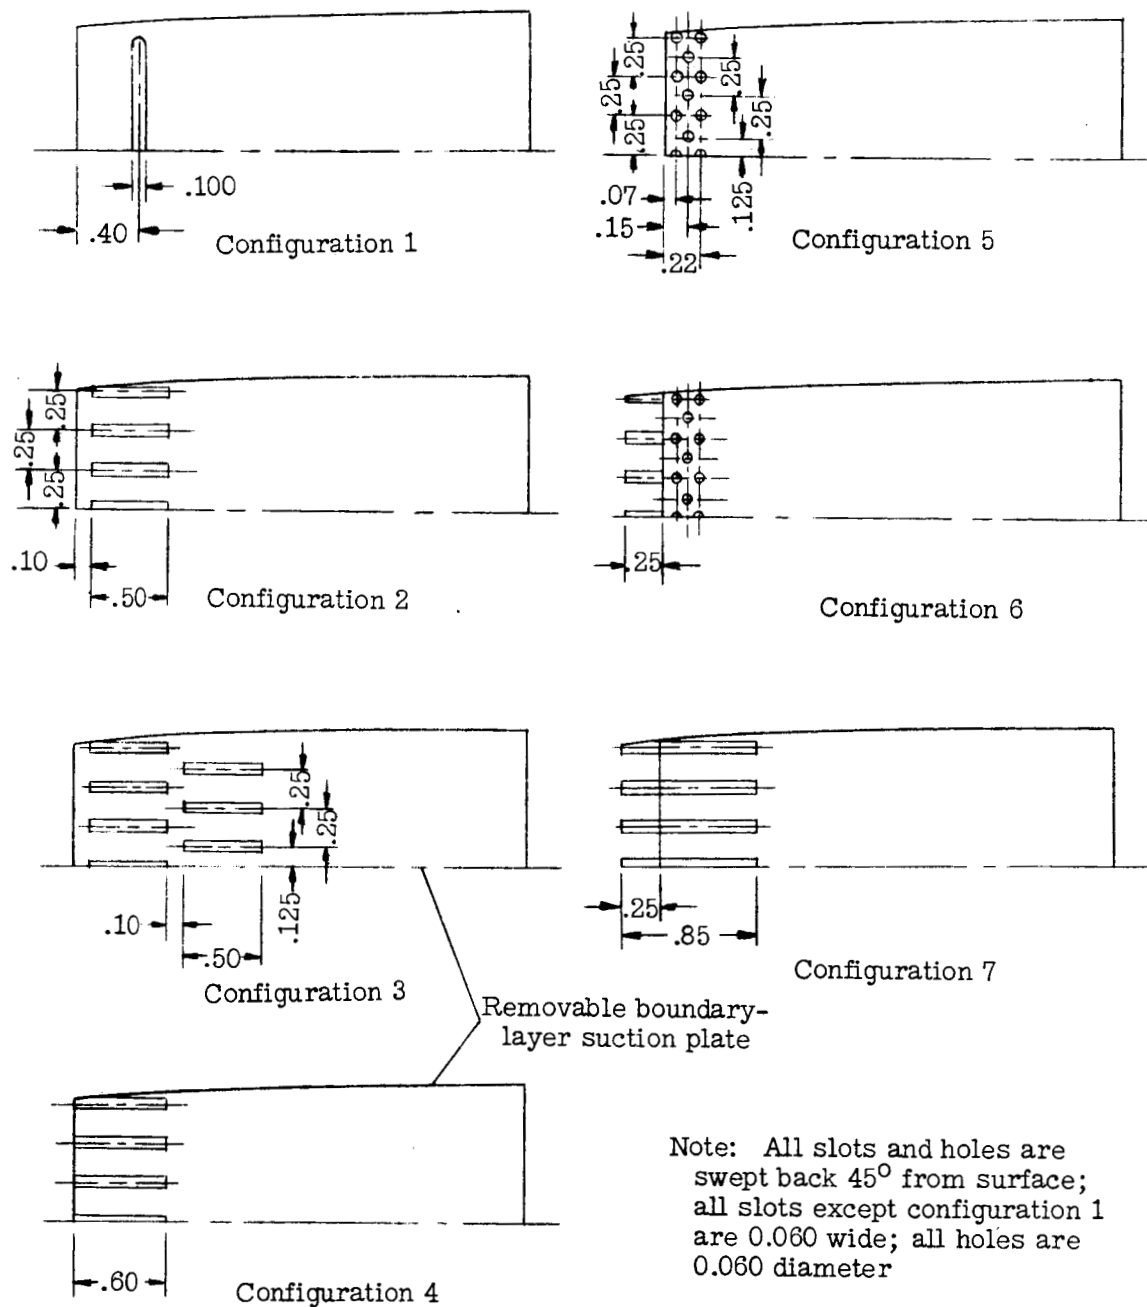 .100
.40
Configuration 1
.25
.25
.25
.25
.25
.125
.07
.15
.22
Configuration 5
.25
.25
.25
.10
.50
Configuration 2
.25
Configuration 6
.25
.25
.125
.10
.50
Configuration 3
.25
.85
Configuration 7
Removable boundary-
layer suction plate
.60
Configuration 4
Note: All slots and holes are
swept back 45° from surface;
all slots except configuration 1
are 0.060 wide; all holes are
0.060 diameter